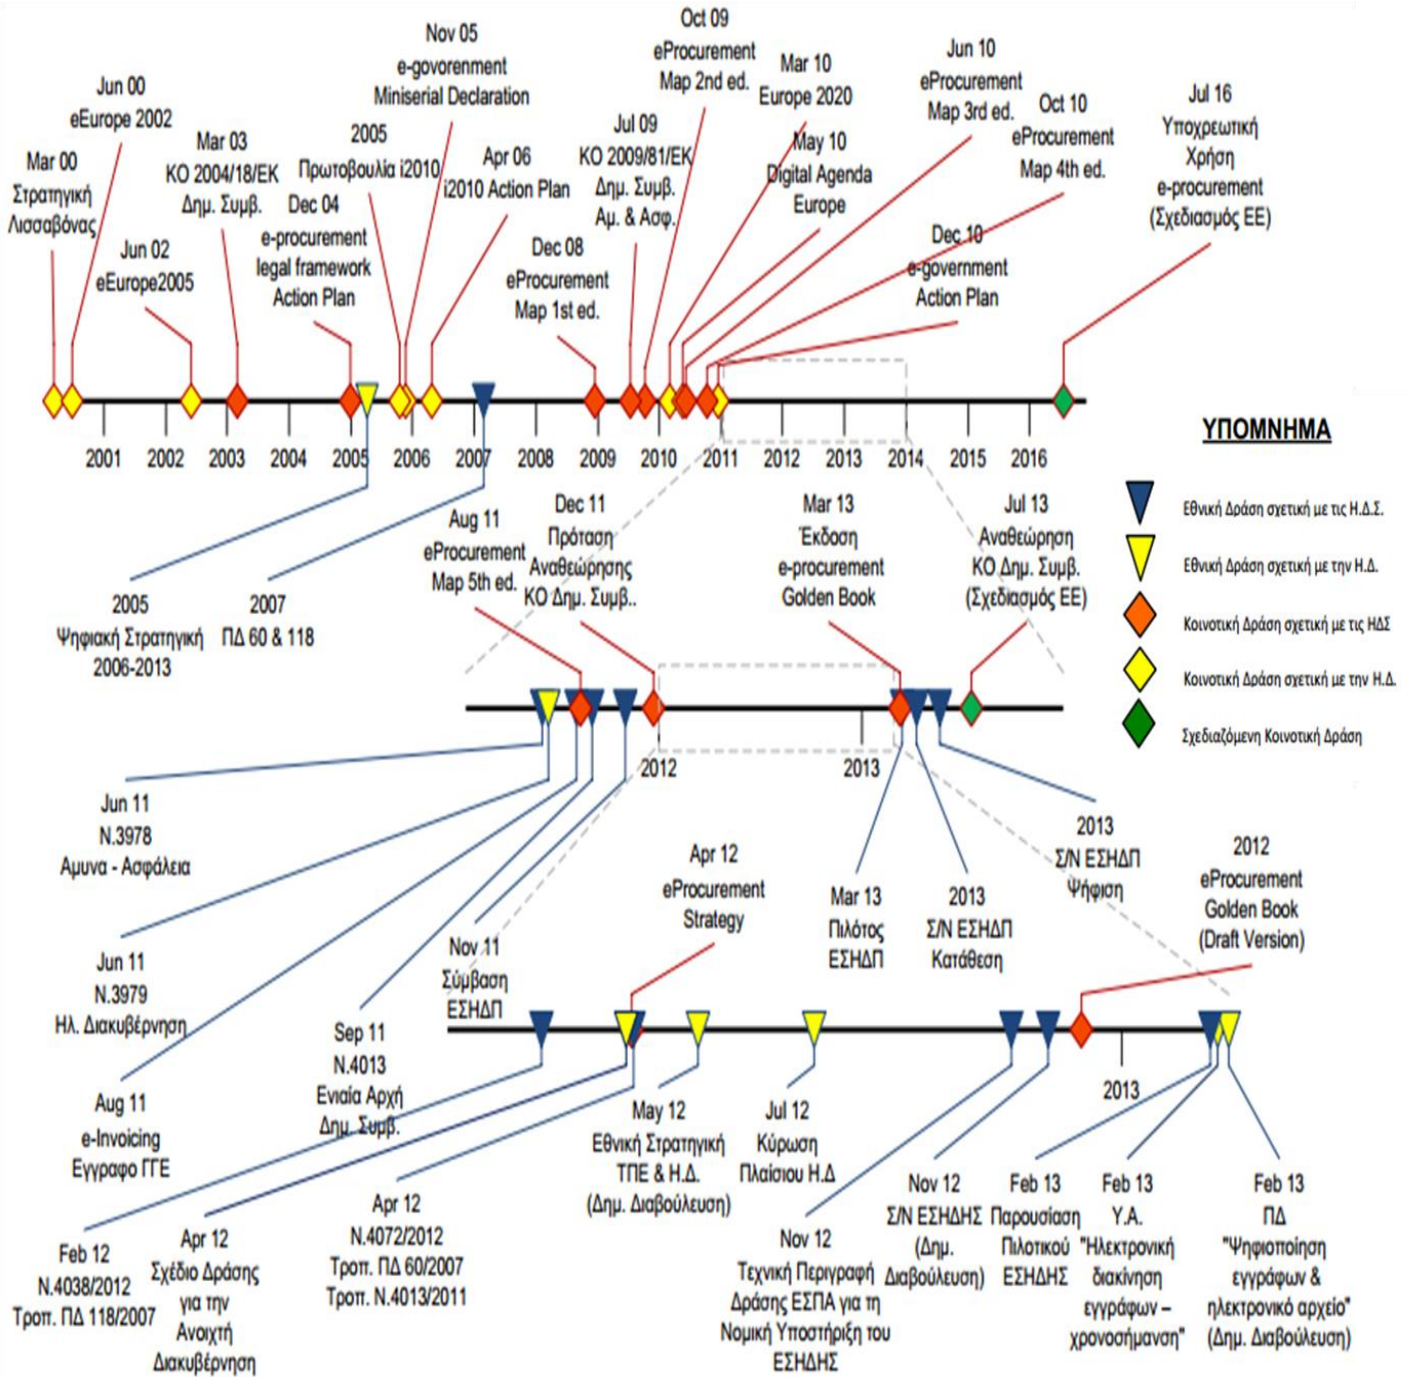 Mar 00
Στρατηγική
Λισσαβόνας
Jun 00
eEurope 2002
Jun 02
eEurope2005
Mar 03
ΚΟ 2004/18/ΕΚ
Δημ. Συμβ.
Dec 04
e-procurement
legal framework
Action Plan
2005
Πρωτοβουλία i2010
Nov 05
e-govorenment
Miniserial Declaration
Apr 06
i2010 Action Plan
Dec 08
eProcurement
Map 1st ed.
Jul 09
ΚΟ 2009/81/ΕΚ
Δημ. Συμβ.
Αμ. & Ασφ.
Oct 09
eProcurement
Map 2nd ed.
Mar 10
Europe 2020
May 10
Digital Agenda
Europe
Jun 10
eProcurement
Map 3rd ed.
Oct 10
eProcurement
Map 4th ed.
Dec 10
e-government
Action Plan
Jul 16
Υποχρεωτική
Χρήση
e-procurement
(Σχεδιασμός ΕΕ)
2001
2002
2003
2004
2005
2006
2007
2008
2009
2010
2011
2012
2013
2014
2015
2016
2005
Ψηφιακή Στρατηγική
2006-2013
2007
ΠΔ 60 & 118
ΥΠΟΜΝΗΜΑ
Εθνική Δράση σχετική με τις Η.Δ.Σ.
Εθνική Δράση σχετική με την Η.Δ.
Κοινοτική Δράση σχετική με τις ΗΔΣ
Κοινοτική Δράση σχετική με την Η.Δ.
Σχεδιαζόμενη Κοινοτική Δράση
Aug 11
eProcurement
Map 5th ed.
Dec 11
Πρόταση
Αναθεώρησης
ΚΟ Δημ. Συμβ..
Mar 13
Έκδοση
e-procurement
Golden Book
Jul 13
Αναθεώρηση
ΚΟ Δημ. Συμβ.
(Σχεδιασμός ΕΕ)
2012
2013
Jun 11
Ν.3978
Αμυνα - Ασφάλεια
Jun 11
Ν.3979
Ηλ. Διακυβέρνηση
Aug 11
e-Invoicing
Εγγραφο ΓΓΕ
Sep 11
Ν.4013
Ενιαία Αρχή
Δημ. Συμβ.
Nov 11
Σύμβαση
ΕΣΗΔΠ
Mar 13
Πιλότος
ΕΣΗΔΠ
2013
Σ/Ν ΕΣΗΔΠ
Κατάθεση
2013
Σ/Ν ΕΣΗΔΠ
Ψήφιση
Apr 12
eProcurement
Strategy
2012
eProcurement
Golden Book
(Draft Version)
2013
Feb 12
Ν.4038/2012
Τροπ. ΠΔ 118/2007
Apr 12
Σχέδιο Δράσης
για την
Ανοιχτή
Διακυβέρνηση
Apr 12
Ν.4072/2012
Τροπ. ΠΔ 60/2007
Τροπ. Ν.4013/2011
May 12
Εθνική Στρατηγική
ΤΠΕ & Η.Δ.
(Δημ. Διαβούλευση)
Jul 12
Κύρωση
Πλαίσιου Η.Δ
Nov 12
Τεχνική Περιγραφή
Δράσης ΕΣΠΑ για τη
Νομική Υποστήριξη του
ΕΣΗΔΗΣ
Nov 12
Σ/Ν ΕΣΗΔΗΣ
(Δημ.
Διαβούλευση)
Feb 13
Παρουσίαση
Πιλοτικού
ΕΣΗΔΗΣ
Feb 13
Υ.Α.
"Ηλεκτρονική
διακίνηση
εγγράφων –
χρονοσήμανση"
Feb 13
ΠΔ
"Ψηφιοποίηση
εγγράφων &
ηλεκτρονικό αρχείο"
(Δημ. Διαβούλευση)